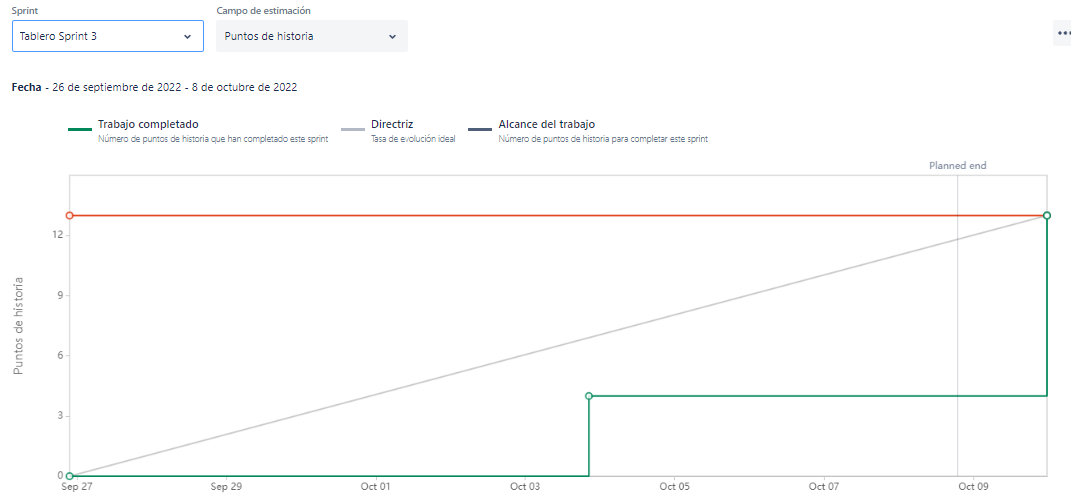 Sprint
Campo de estimación
Tablero Sprint 3
Puntos de historia
Fecha - 26 de septiembre de 2022 - 8 de octubre de 2022
Trabajo completado
Número de puntos de historia que han completado este sprint
Directriz
Tasa de evolución ideal
Alcance del trabajo
Número de puntos de historia para completar este sprint
Planned end
Puntos de historia
12
9
6
3
0
Sep 27
Sep 29
Oct 01
Oct 03
Oct 05
Oct 07
Oct 09